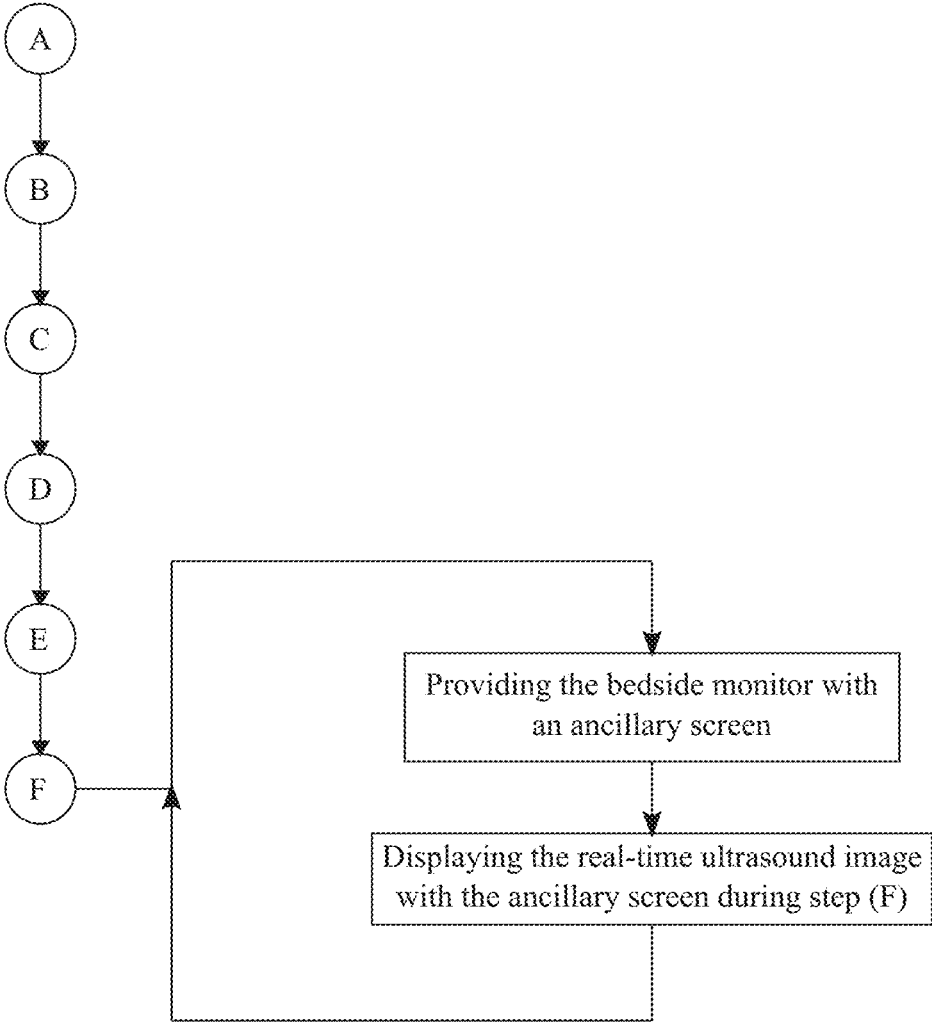 A
B
C
D
E
F
Providing the bedside monitor with
an ancillary screen
Displaying the real-time ultrasound image
with the ancillary screen during step (F)